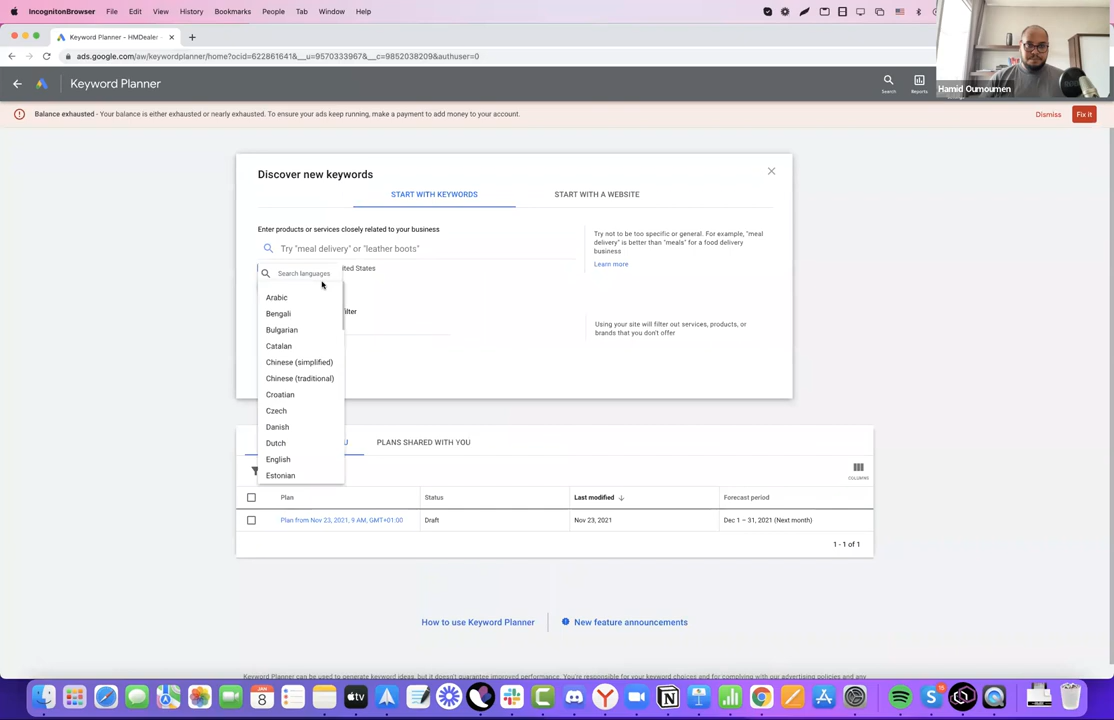 IncognitonBrowser File Edit View History Bookmarks People Tab Window Help
Keyword Planner - HMDealer -
ads.google.com/aw/keywordplanner/home?ocid=622861641&__u=9570333967&__c=9852038209&authuser=0
Keyword Planner
Search
Reports
Hamid Oumoumen
Balance exhausted - Your balance is either exhausted or nearly exhausted. To ensure your ads keep running, make a payment to add money to your account.
Dismiss
Fix it
Discover new keywords
START WITH KEYWORDS
START WITH A WEBSITE
Enter products or services closely related to your business
Try "meal delivery" or "leather boots"
Try not to be too specific or general. For example, "meal
delivery" is better than "meals" for a food delivery
business
Learn more
ited States
Search languages
Arabic
Bengali
Bulgarian
Catalan
Chinese (simplified)
Chinese (traditional)
Croatian
Czech
Danish
Dutch
English
Estonian
ilter
Using your site will filter out services, products, or
brands that you don't offer
U
PLANS SHARED WITH YOU
COLUMNS
Plan
Status
Last modified
Forecast period
Plan from Nov 23, 2021, 9 AM, GMT+01:00
Draft
Nov 23, 2021
Dec 1 – 31, 2021 (Next month)
1 - 1 of 1
How to use Keyword Planner
New feature announcements
JAN
8
tv